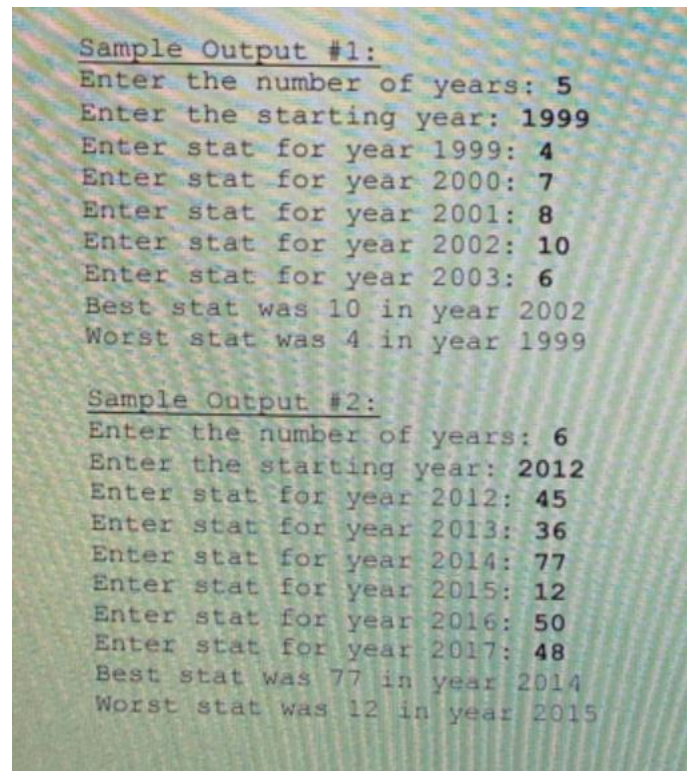 Sample Output #1:
Enter the number of years: 5
Enter the starting year: 1999
Enter stat for year 1999: 4
Enter stat for year 2000: 7
Enter stat for year 2001: 8
Enter stat for year 2002: 10
Enter stat for year 2003: 6
Best stat was 10 in year 2002
Worst stat was 4 in year 1999
Sample Output #2:
Enter the number of years: 6
Enter the starting year: 2012
Enter stat for year 2012: 45
Enter stat for year 2013: 36
Enter stat for year 2014: 77
Enter stat for year 2015: 12
Enter stat for year 2016: 50
Enter stat for year 2017: 48
Best stat was 77 in year 2014
Worst stat was 12 in year 2015